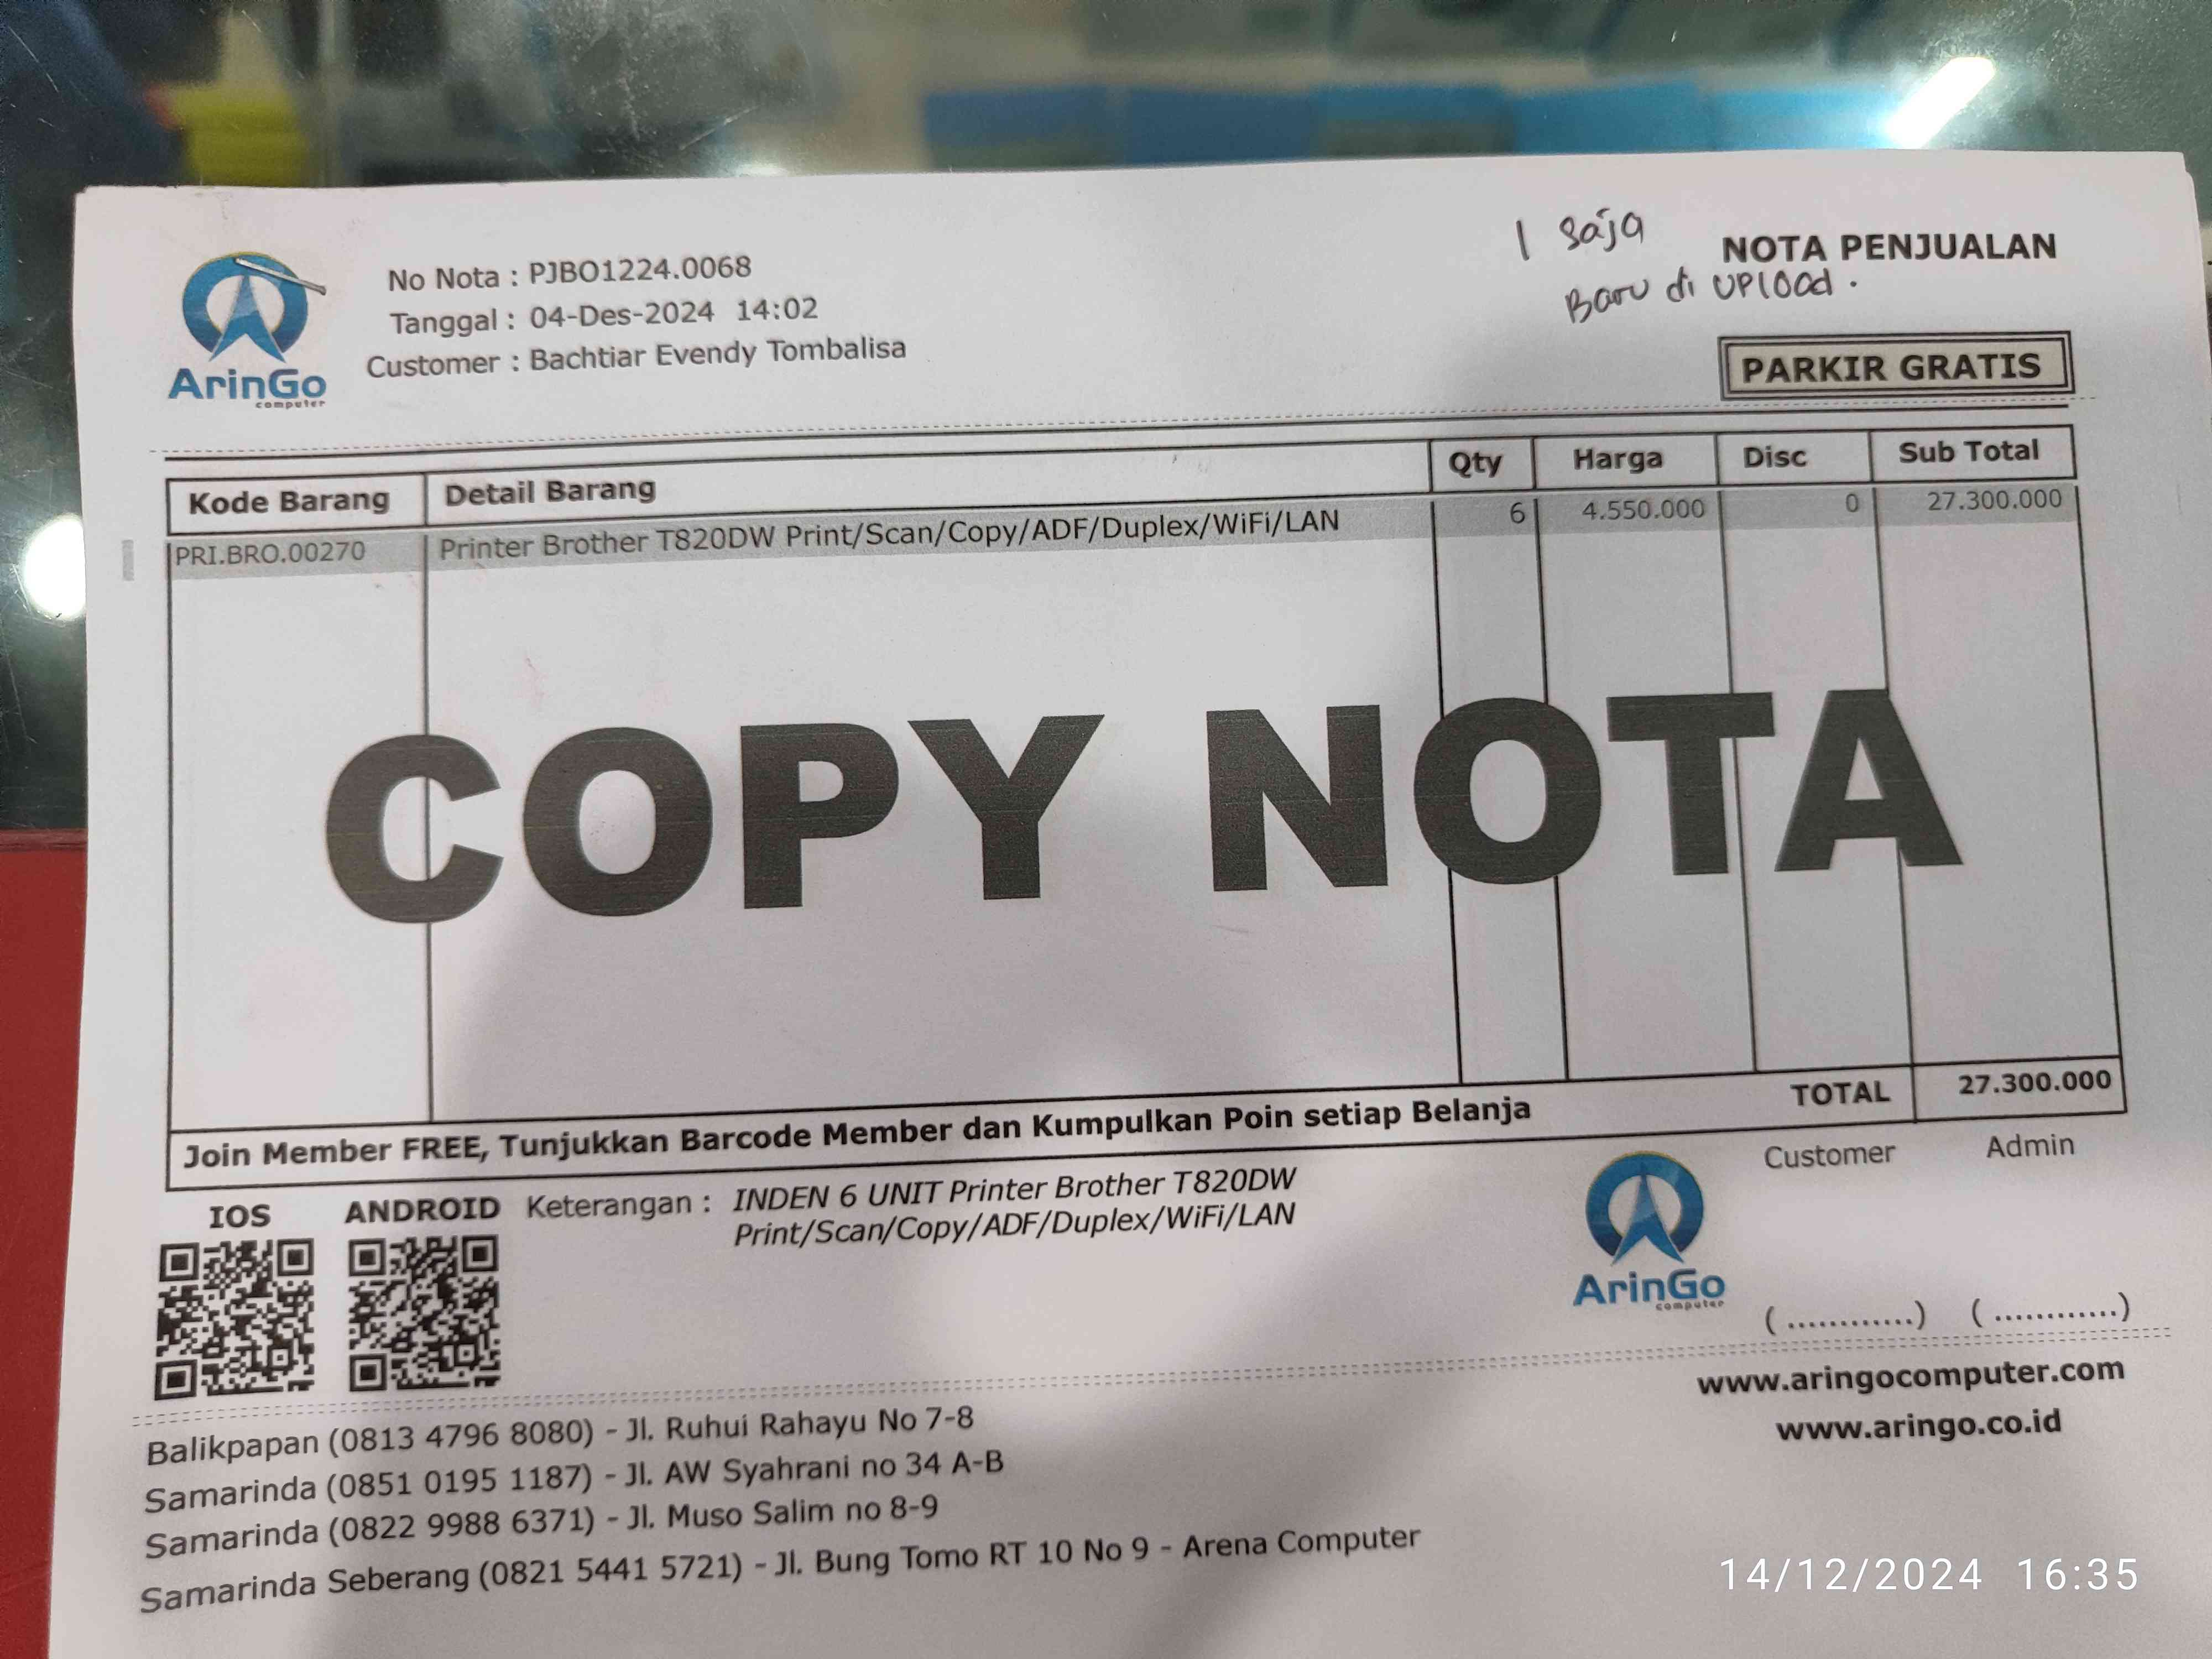 ArinGo
computer
No Nota : PJBO1224.0068
Tanggal : 04-Des-2024 14:02
Customer : Bachtiar Evendy Tombalisa
1 saja
Baru di UPload.
NOTA PENJUALAN
PARKIR GRATIS
Kode Barang Detail Barang Qty Harga Disc Sub Total
PRI.BRO.00270 Printer Brother T820DW Print/Scan/Copy/ADF/Duplex/WiFi/LAN 6 4.550.000 0 27.300.000
COPY NOTA
TOTAL 27.300.000
Join Member FREE, Tunjukkan Barcode Member dan Kumpulkan Poin setiap Belanja
IOS ANDROID
Keterangan : INDEN 6 UNIT Printer Brother T820DW
Print/Scan/Copy/ADF/Duplex/WiFi/LAN
ArinGo
computer
Customer Admin
( ............) ( ............)
www.aringocomputer.com
www.aringo.co.id
Balikpapan (0813 4796 8080) - Jl. Ruhui Rahayu No 7-8
Samarinda (0851 0195 1187) - Jl. AW Syahrani no 34 A-B
Samarinda (0822 9988 6371) - Jl. Muso Salim no 8-9
Samarinda Seberang (0821 5441 5721) - Jl. Bung Tomo RT 10 No 9 - Arena Computer
14/12/2024 16:35